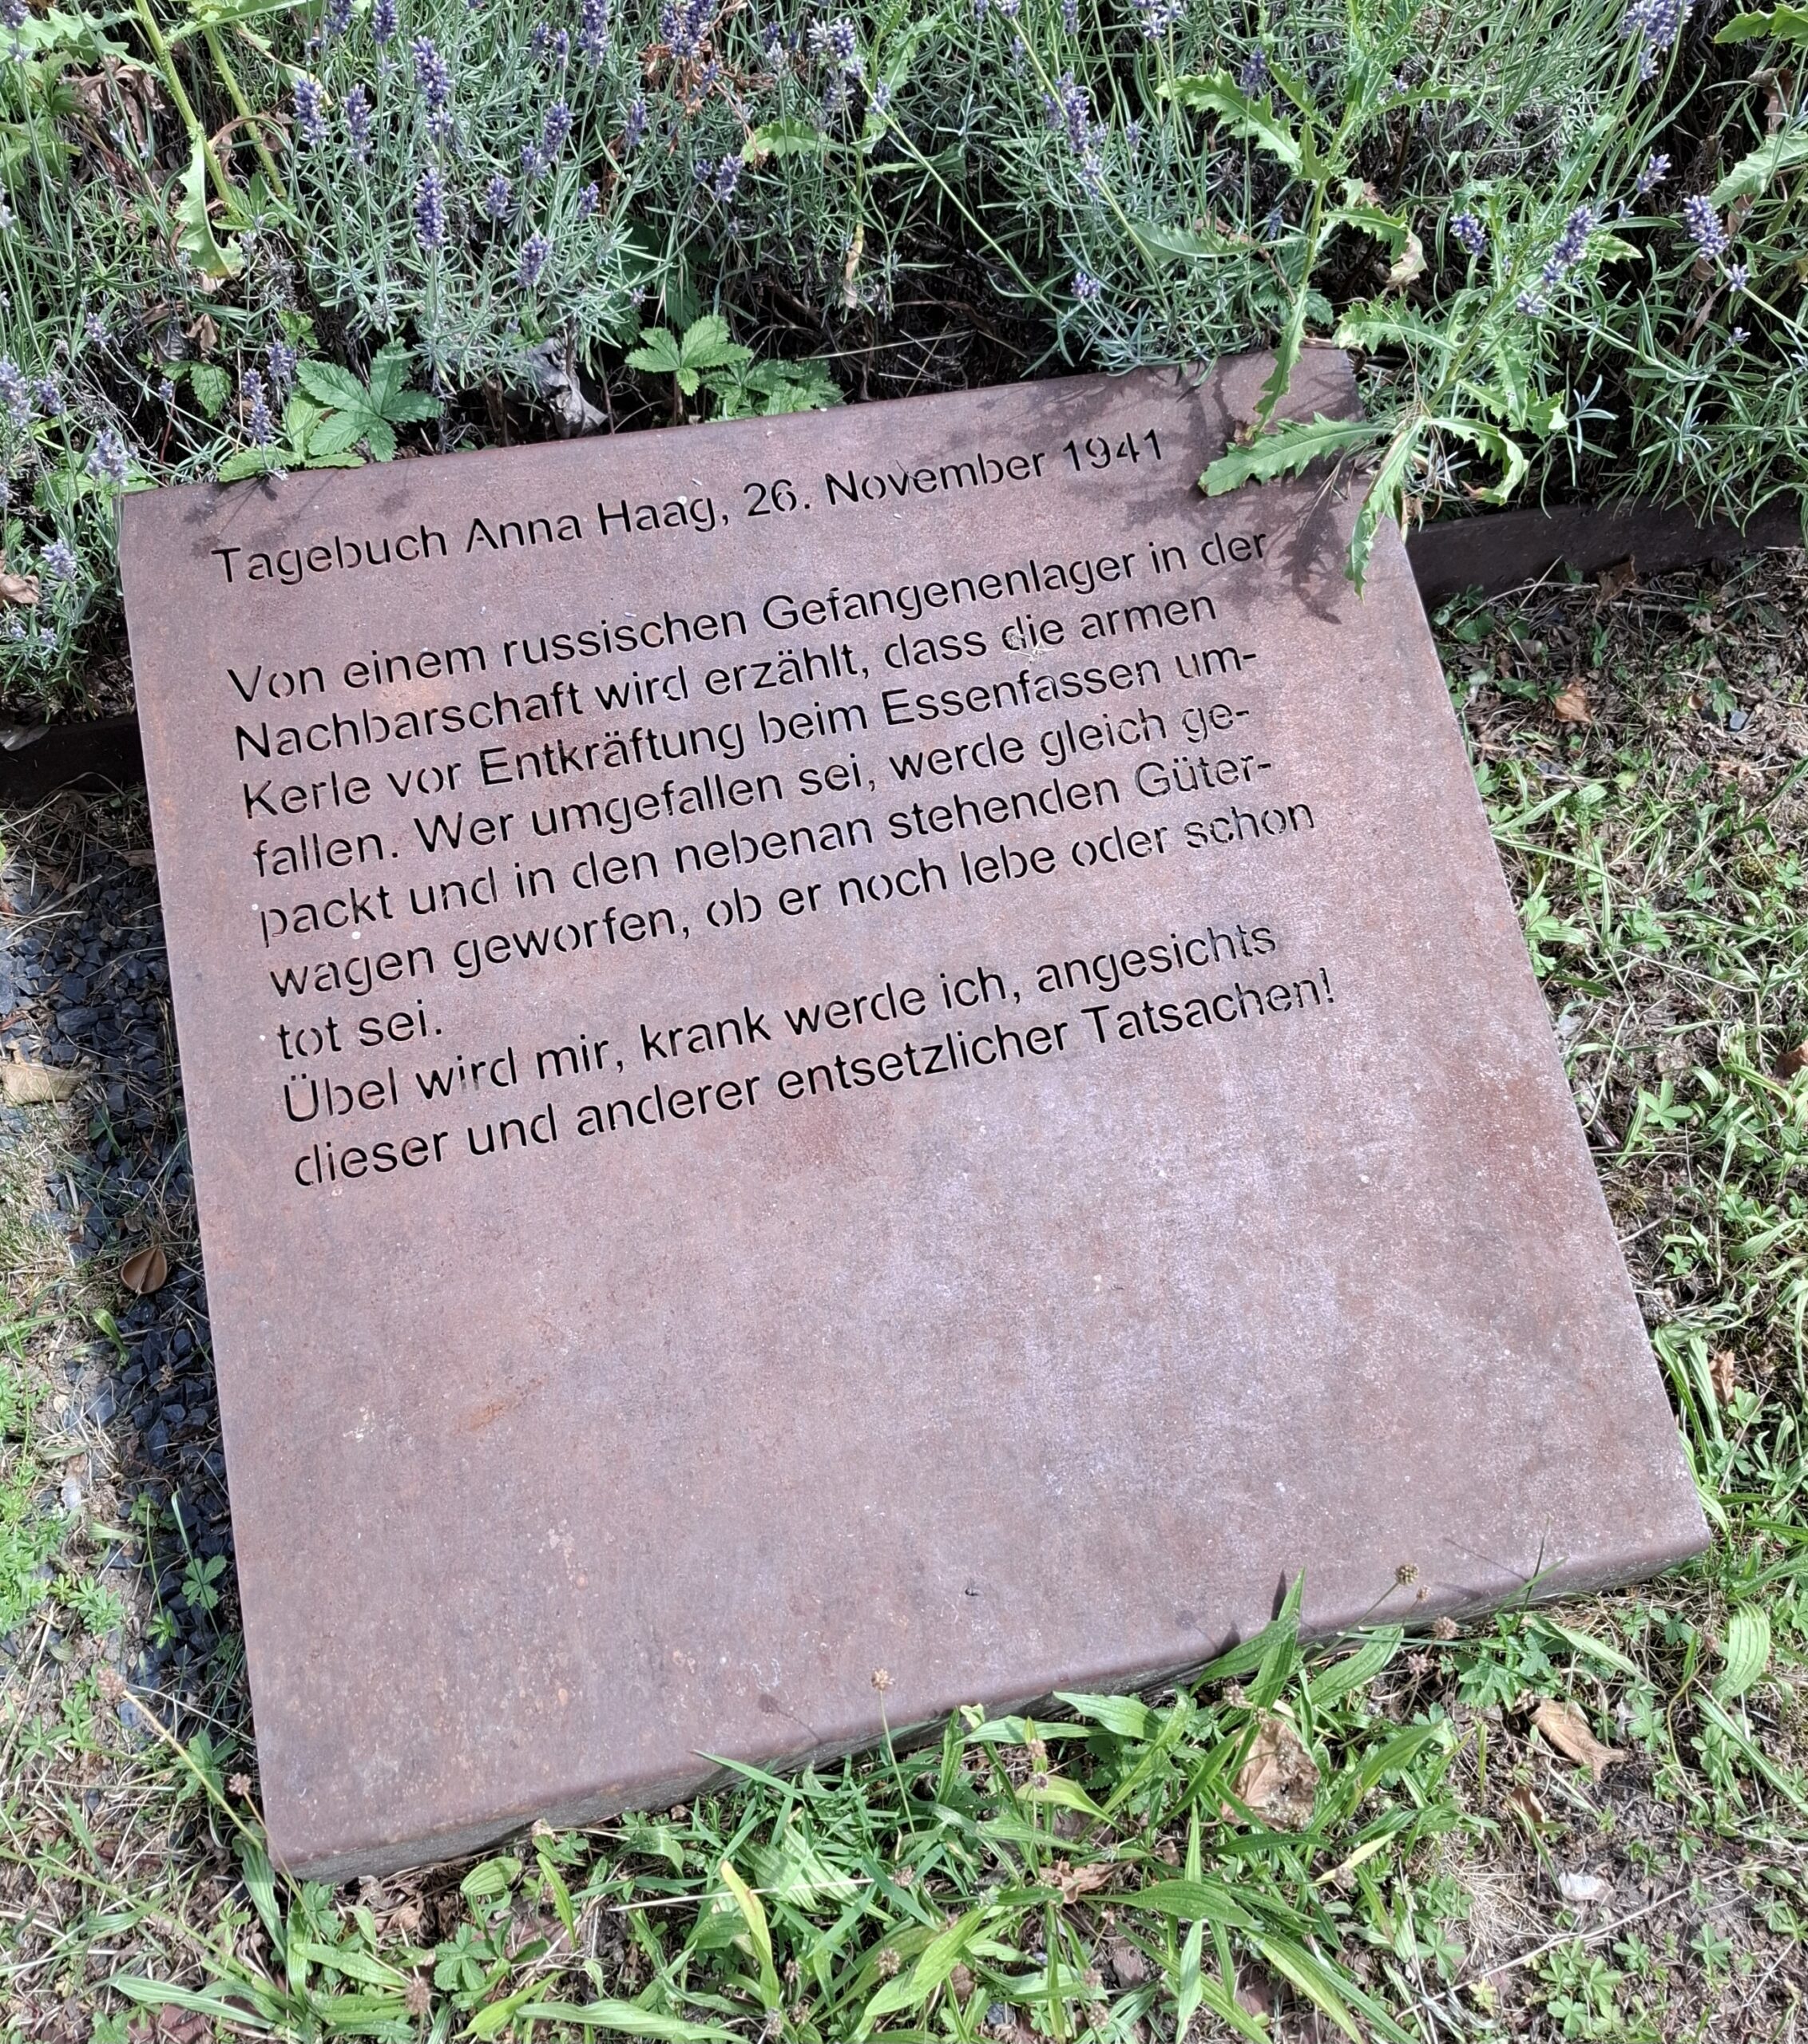 Tagebuch Anna Haag, 26. November 1941
Von einem russischen Gefangenenlager in der
Nachbarschaft wird erzählt, dass die armen
Kerle vor Entkräftung beim Essenfassen um-
fallen. Wer umgefallen sei, werde gleich ge-
packt und in den nebenan stehenden Güter-
wagen geworfen, ob er noch lebe oder schon
tot sei.
Übel wird mir, krank werde ich, angesichts
dieser und anderer entsetzlicher Tatsachen!